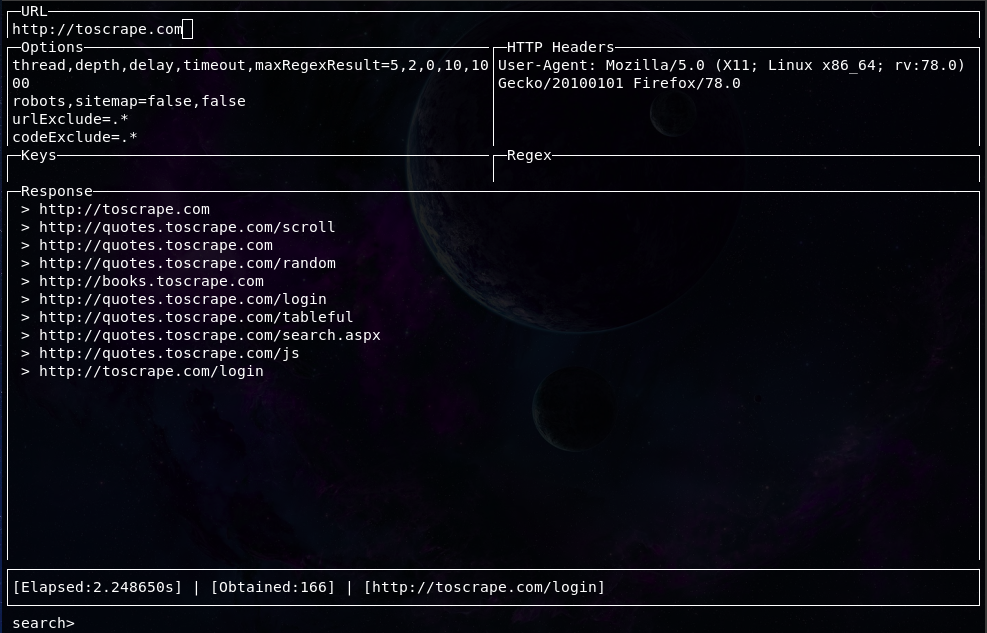 URL
http://toscrape.com
Options
thread,depth,delay,timeout,maxRegexResult=5,2,0,10,10
00
robots,sitemap=false,false
urlExclude=.*
codeExclude=.*
HTTP Headers
User-Agent: Mozilla/5.0 (X11; Linux x86_64; rv:78.0)
Gecko/20100101 Firefox/78.0
Keys
Regex
Response
> http://toscrape.com
> http://quotes.toscrape.com/scroll
> http://quotes.toscrape.com
> http://quotes.toscrape.com/random
> http://books.toscrape.com
> http://quotes.toscrape.com/login
> http://quotes.toscrape.com/tableful
> http://quotes.toscrape.com/search.aspx
> http://quotes.toscrape.com/js
> http://toscrape.com/login
[Elapsed:2.248650s] | [Obtained:166] | [http://toscrape.com/login]
search>